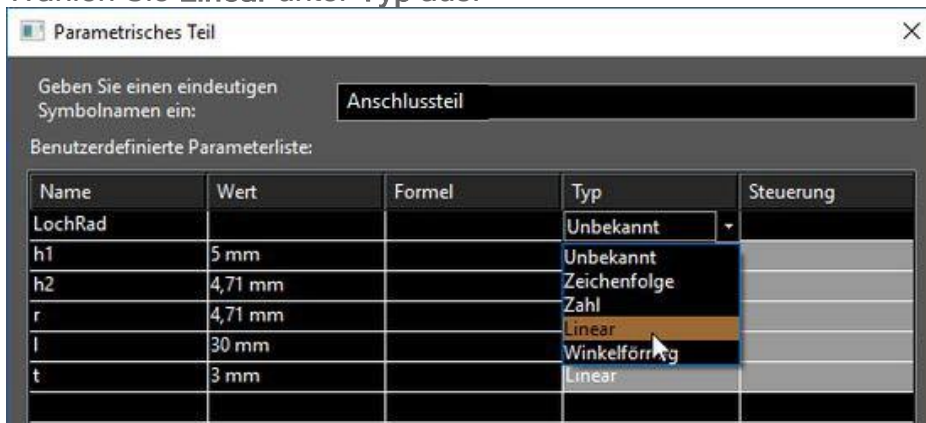 Wählen Sie Linear unter Typ aus.
Parametrisches Teil
Geben Sie einen eindeutigen
Symbolnamen ein:
Anschlussteil
Benutzerdefinierte Parameterliste:
Name Wert Formel Typ Steuerung
LochRad Unbekannt
h1 5 mm Unbekannt
h2 4,71 mm Zeichenfolge
Zahl
r 4,71 mm
Linear
l 30 mm
Winkelförmig
t 3 mm Linear